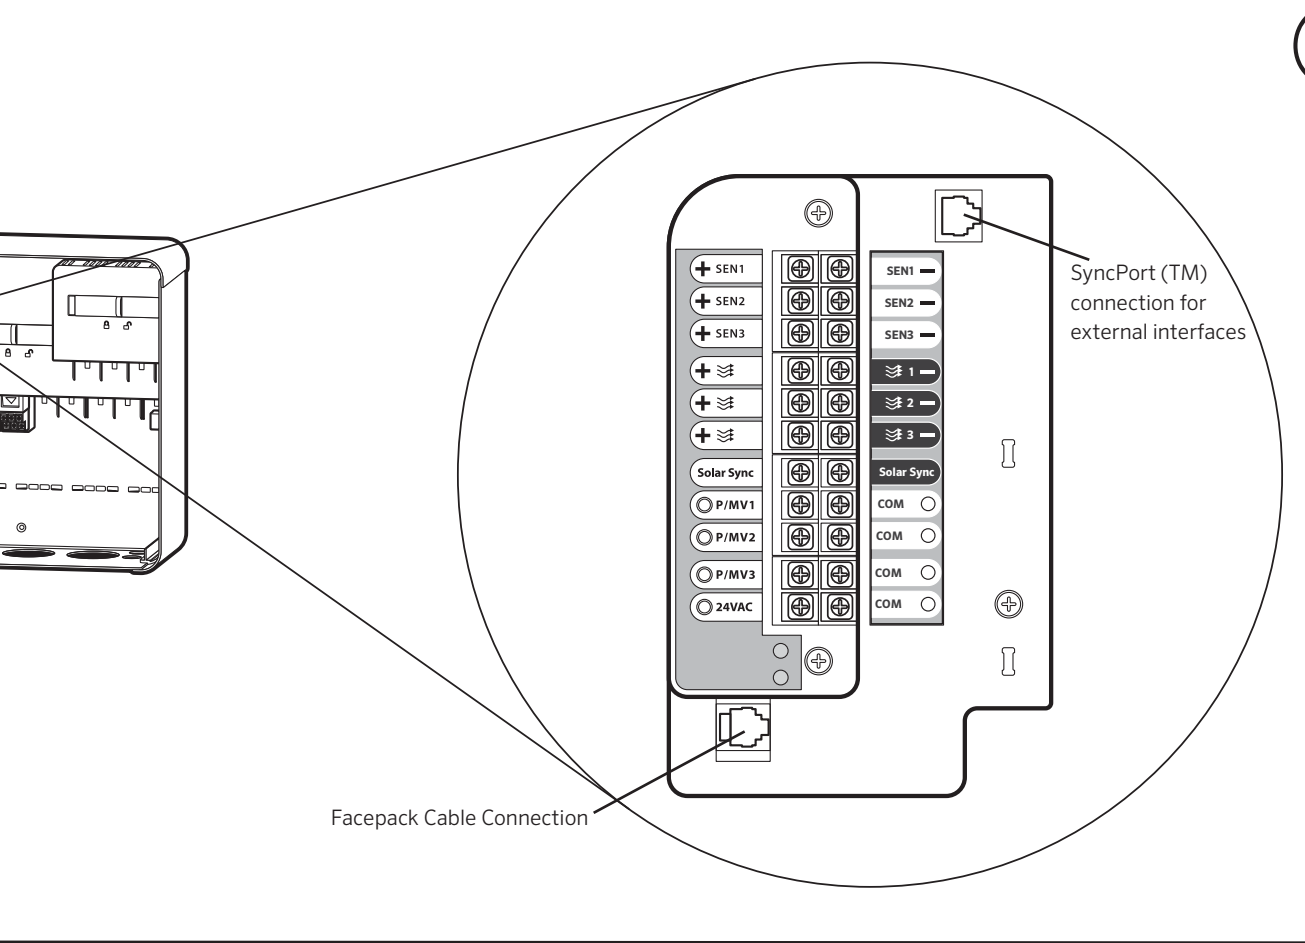 SEN1
SEN2
SEN3
Solar Sync
P/MV1
P/MV2
P/MV3
24VAC
SEN1
SEN2
SEN3
1
2
3
Solar Sync
COM
COM
COM
COM
SyncPort (TM)
connection for
external interfaces
Facepack Cable Connection